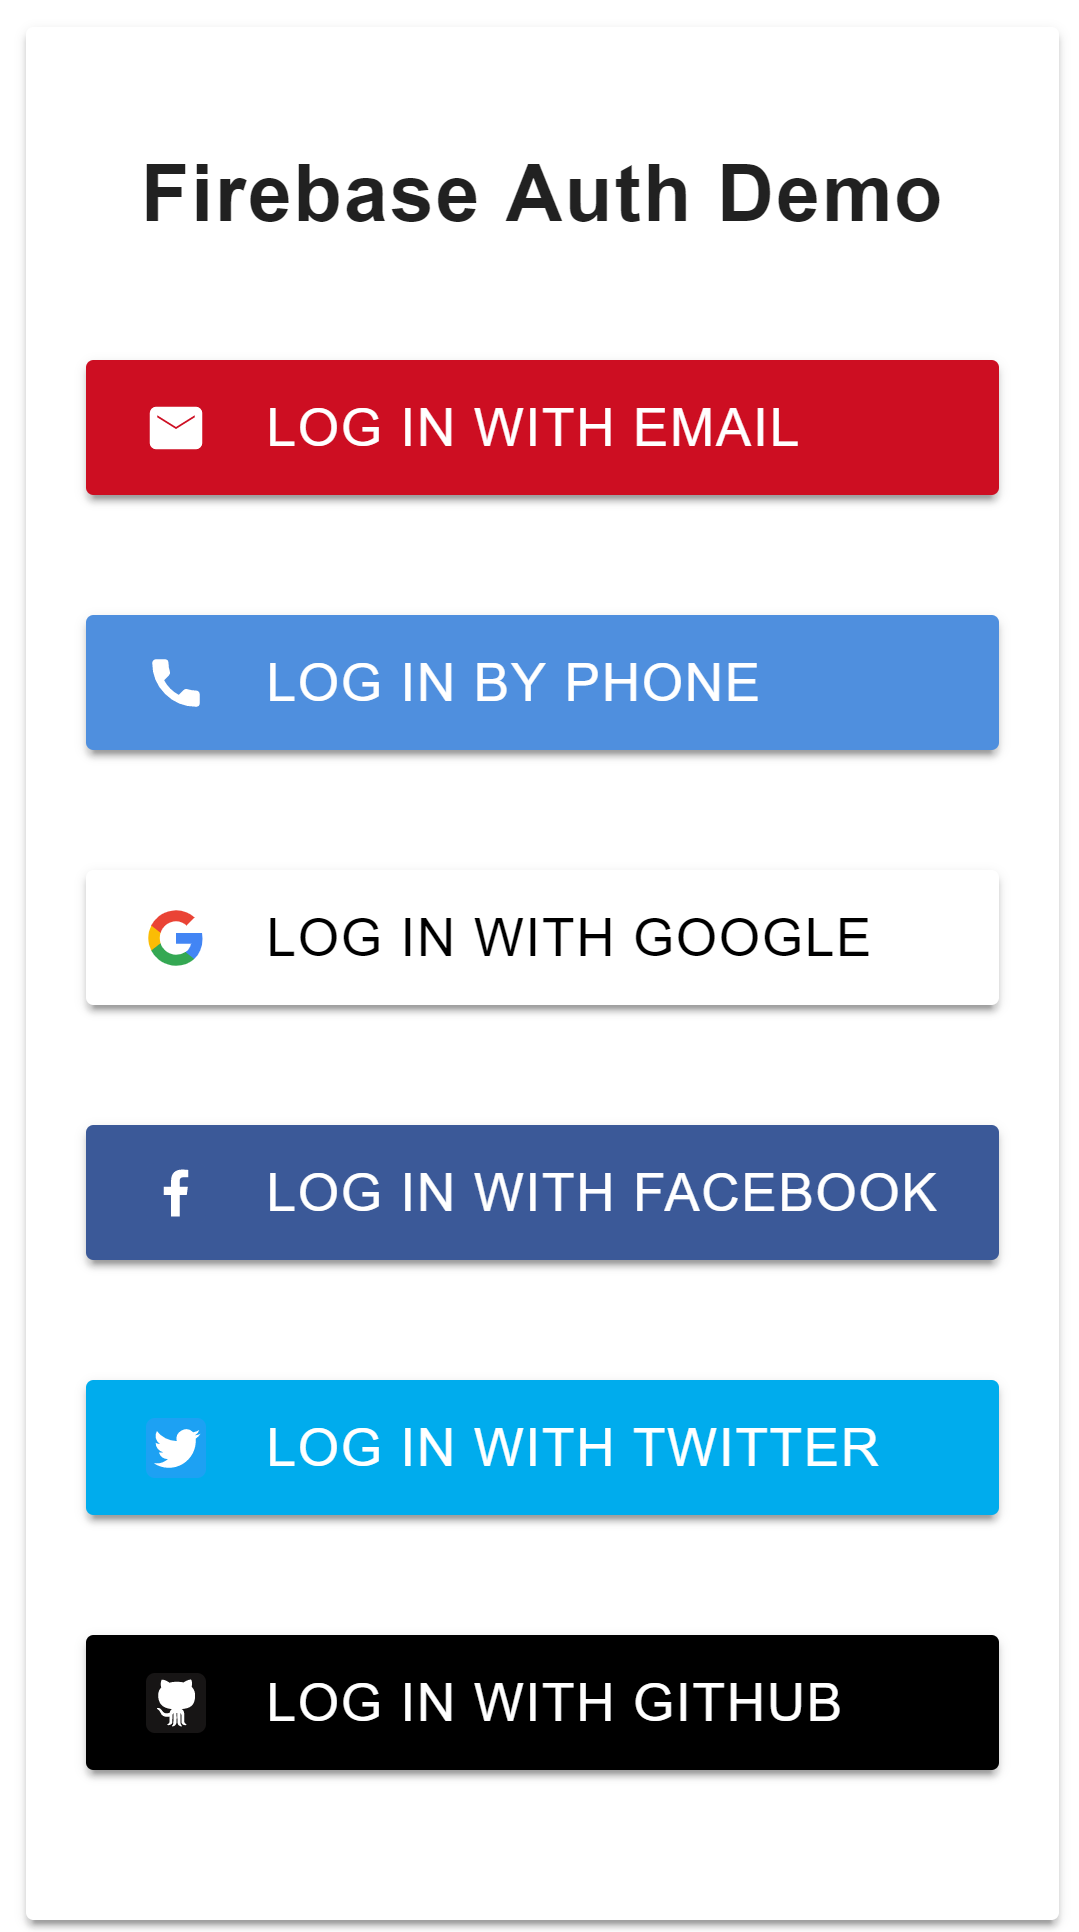 Firebase Auth Demo
LOG IN WITH EMAIL
LOG IN BY PHONE
LOG IN WITH GOOGLE
LOG IN WITH FACEBOOK
LOG IN WITH TWITTER
LOG IN WITH GITHUB